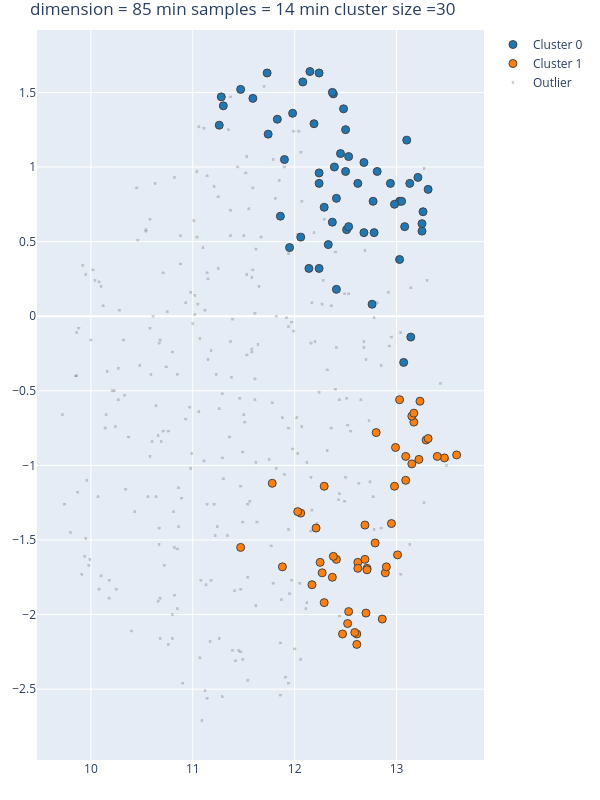 dimension = 85 min samples = 14 min cluster size =30
Cluster 0
Cluster 1
Outlier
1.5
1
0.5
0
−0.5
−1
−1.5
−2
−2.5
10 11 12 13